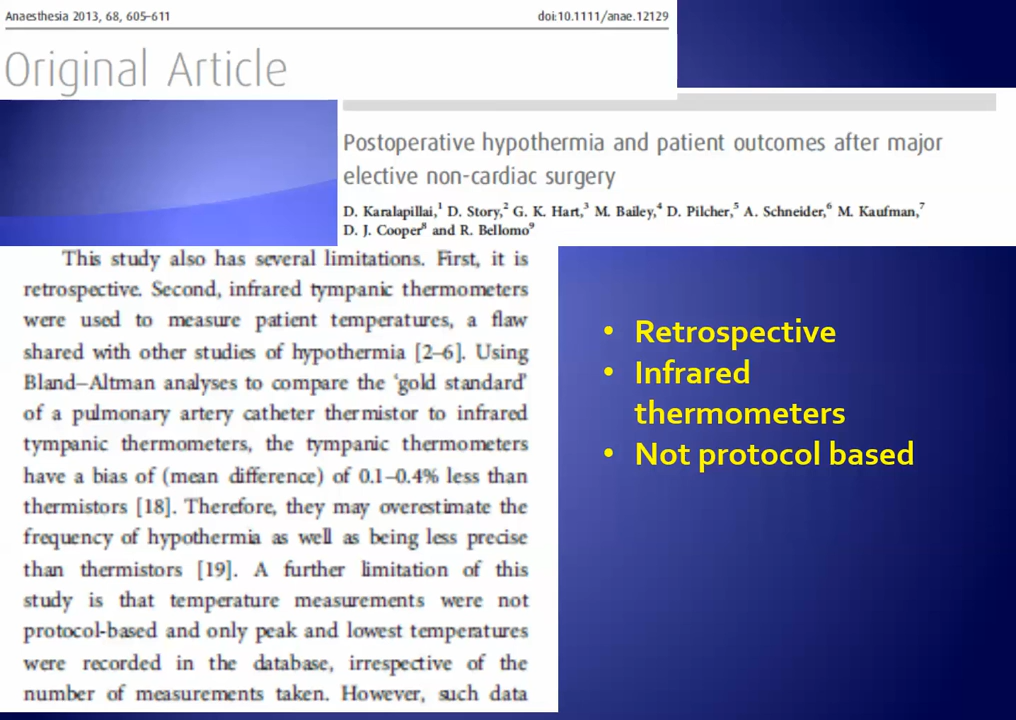 Anaesthesia 2013, 68, 605–611 doi:10.1111/anae.12129
Original Article
Postoperative hypothermia and patient outcomes after major
elective non-cardiac surgery
D. Karalapillai,¹ D. Story,² G. K. Hart,³ M. Bailey,⁴ D. Pilcher,⁵ A. Schneider,⁶ M. Kaufman,⁷
D. J. Cooper⁸ and R. Bellomo⁹
This study also has several limitations. First, it is
retrospective. Second, infrared tympanic thermometers
were used to measure patient temperatures, a flaw
shared with other studies of hypothermia [2–6]. Using
Bland–Altman analyses to compare the ‘gold standard’
of a pulmonary artery catheter thermistor to infrared
tympanic thermometers, the tympanic thermometers
have a bias of (mean difference) of 0.1–0.4% less than
thermistors [18]. Therefore, they may overestimate the
frequency of hypothermia as well as being less precise
than thermistors [19]. A further limitation of this
study is that temperature measurements were not
protocol-based and only peak and lowest temperatures
were recorded in the database, irrespective of the
number of measurements taken. However, such data
• Retrospective
• Infrared
thermometers
• Not protocol based